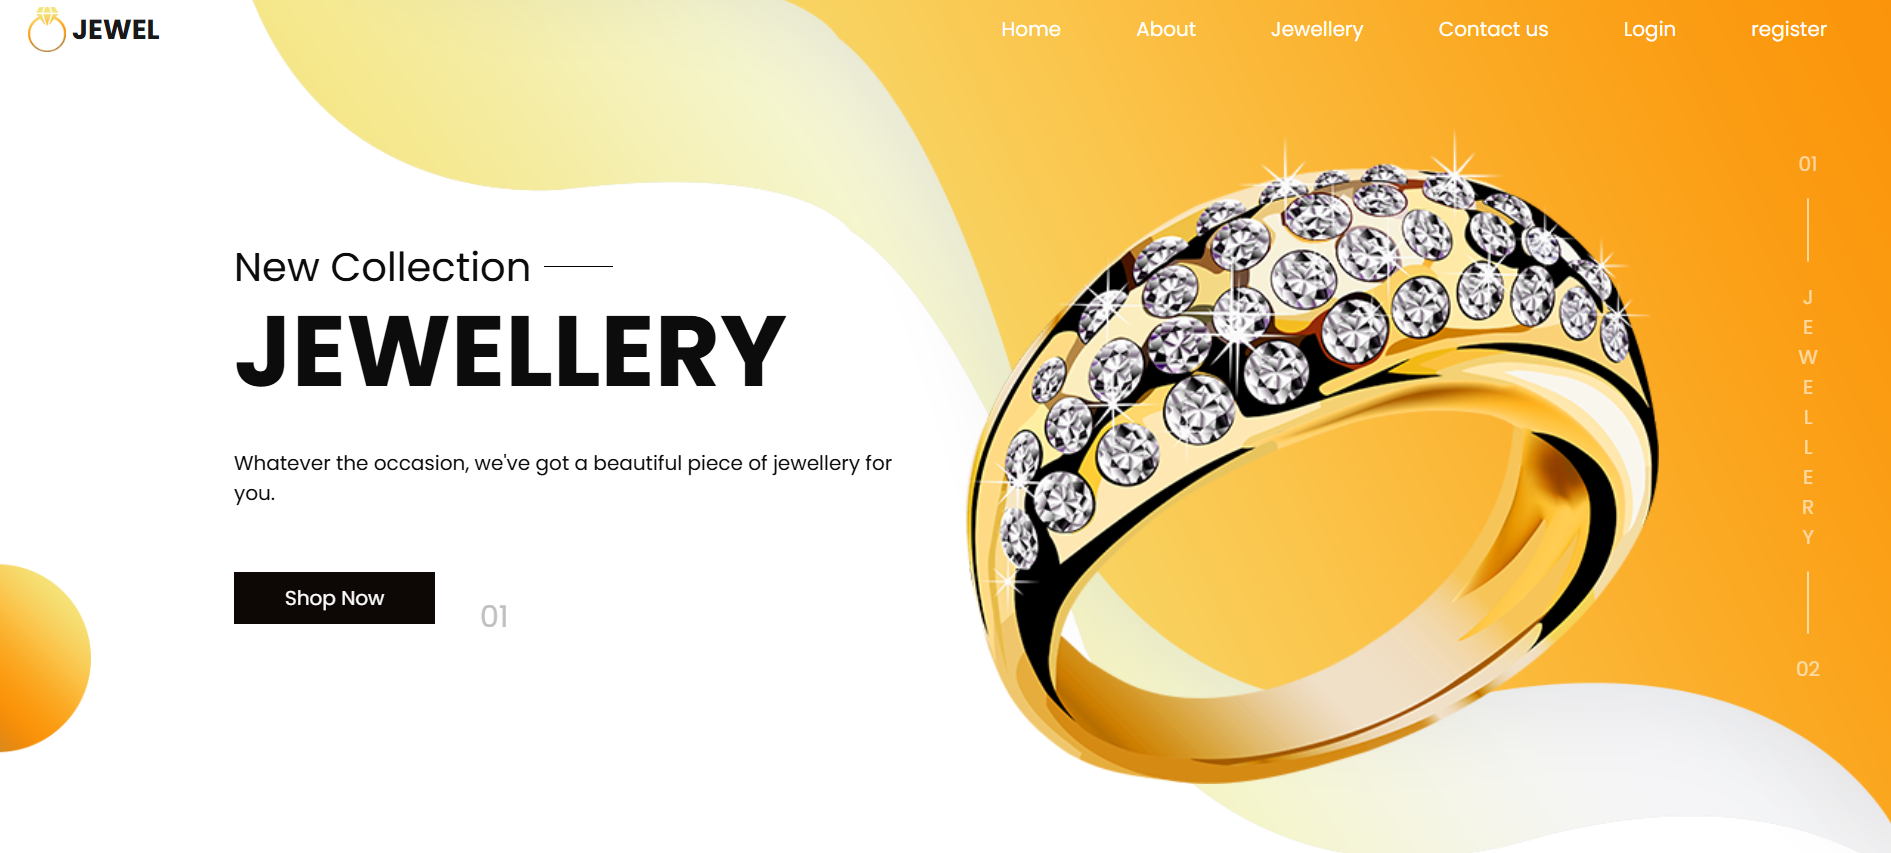 JEWEL
Home
About
Jewellery
Contact us
Login
register
New Collection
JEWELLERY
Whatever the occasion, we've got a beautiful piece of jewellery for
you.
Shop Now
01
01
JEWELLERY
02